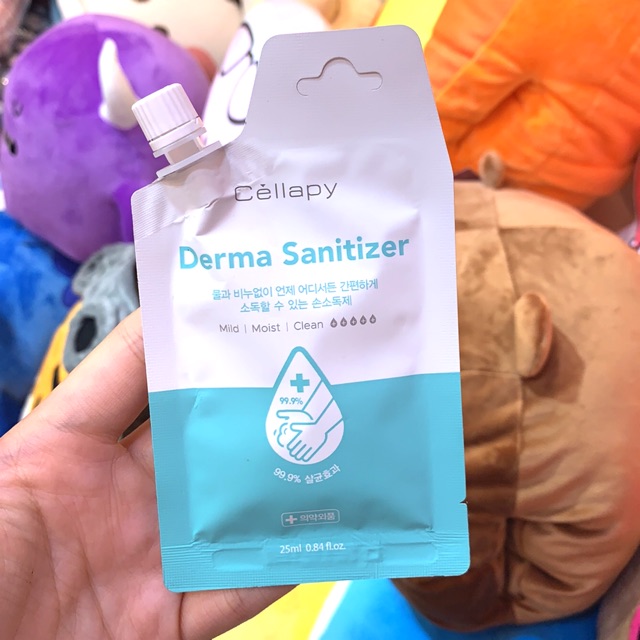 Cellapy
Derma Sanitizer
물과 비누없이 언제 어디서든 간편하게
소독할 수 있는 손소독제
Mild | Moist | Clean
99.9%
99.9% 살균효과
의약외품
25ml 0.84 fl.oz.